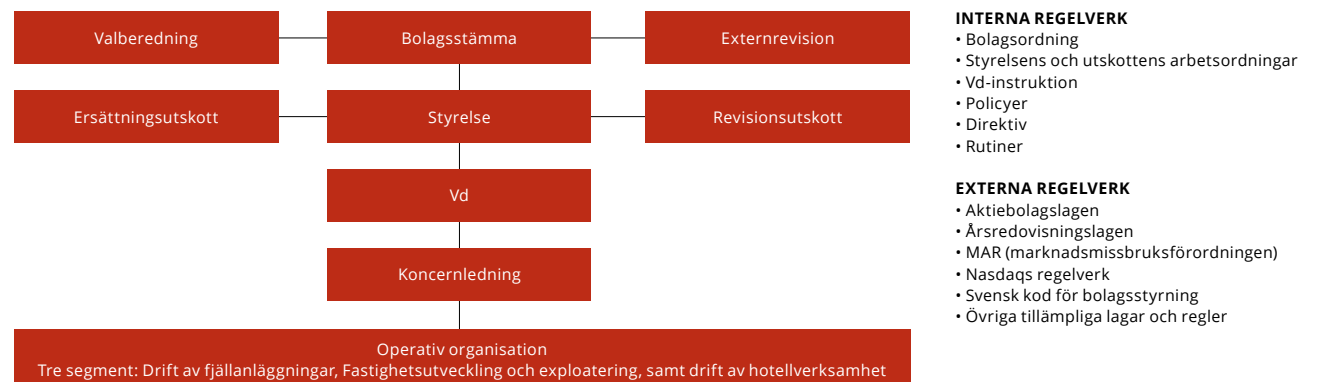 Valberedning
Bolagsstämma
Externrevision
Ersättningsutskott
Styrelse
Revisionsutskott
Vd
Koncernledning
Operativ organisation
Tre segment: Drift av fjällanläggningar, Fastighetsutveckling och exploatering, samt drift av hotellverksamhet
INTERNA REGELVERK
• Bolagsordning
• Styrelsens och utskottens arbetsordningar
• Vd-instruktion
• Policyer
• Direktiv
• Rutiner
EXTERNA REGELVERK
• Aktiebolagslagen
• Årsredovisningslagen
• MAR (marknadsmissbruksförordningen)
• Nasdaqs regelverk
• Svensk kod för bolagsstyrning
• Övriga tillämpliga lagar och regler